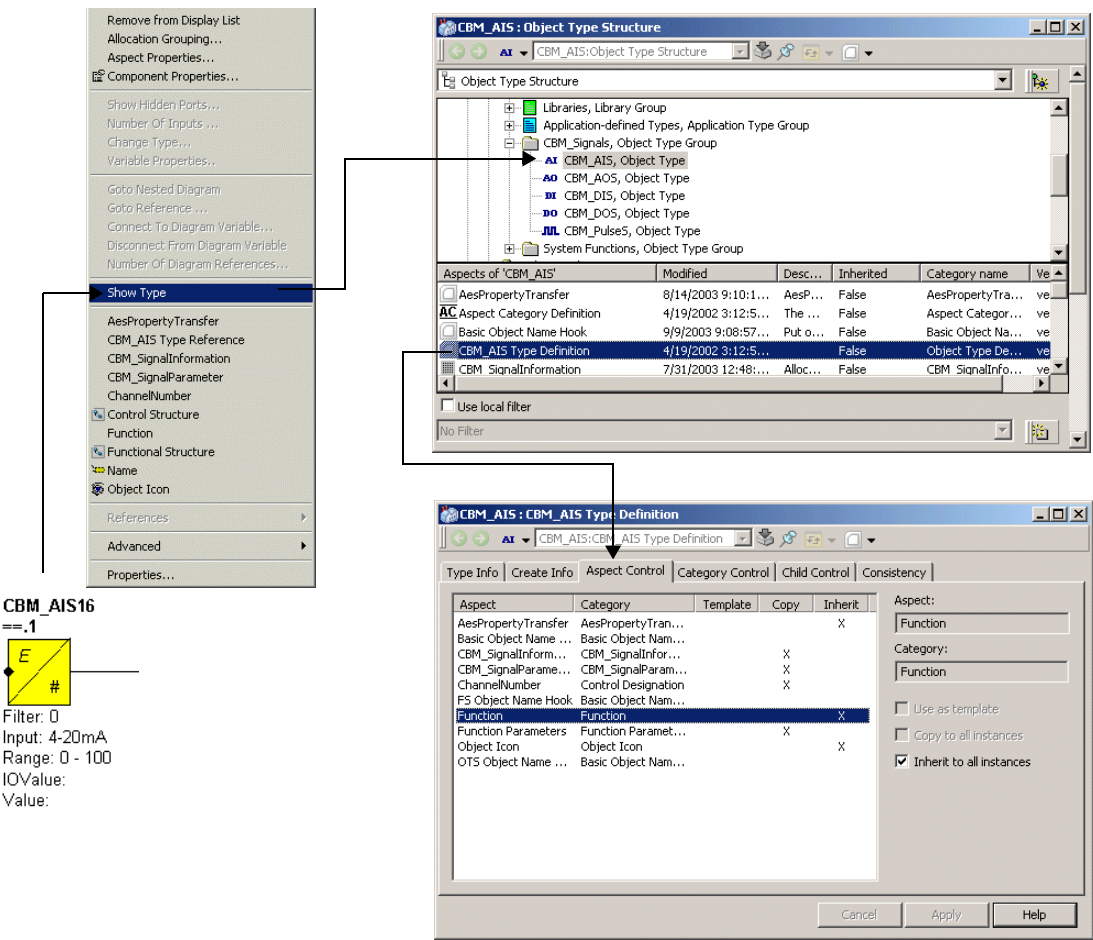 Remove from Display List
Allocation Grouping...
Aspect Properties...
Component Properties...
Show Hidden Ports...
Number Of Inputs ...
Change Type...
Variable Properties..
Goto Nested Diagram
Goto Reference ...
Connect To Diagram Variable...
Disconnect From Diagram Variable
Number Of Diagram References...
Show Type
AesPropertyTransfer
CBM_AIS Type Reference
CBM_SignalInformation
CBM_SignalParameter
ChannelNumber
Control Structure
Function
Functional Structure
Name
Object Icon
References
Advanced
Properties...
CBM_AIS16
==.1
E
#
Filter: 0
Input: 4-20mA
Range: 0 - 100
IOValue:
Value:
CBM_AIS : Object Type Structure
AI CBM_AIS:Object Type Structure
Object Type Structure
Libraries, Library Group
Application-defined Types, Application Type Group
CBM_Signals, Object Type Group
AI CBM_AIS, Object Type
AO CBM_AOS, Object Type
DI CBM_DIS, Object Type
DO CBM_DOS, Object Type
CBM_PulseS, Object Type
System Functions, Object Type Group
Aspects of 'CBM_AIS' Modified Desc... Inherited Category name Ve
AesPropertyTransfer 8/14/2003 9:10:1... AesP... False AesPropertyTra... ve
AC Aspect Category Definition 4/19/2002 3:12:5... The ... False Aspect Categor... ve
Basic Object Name Hook 9/9/2003 9:08:57... Put o... False Basic Object Na... ve
CBM_AIS Type Definition 4/19/2002 3:12:5... False Object Type De... ve
CBM_SignalInformation 7/31/2003 12:48:... Alloc... False CBM_SignalInfo... ve
Use local filter
No Filter
CBM_AIS : CBM_AIS Type Definition
AI CBM_AIS:CBM_AIS Type Definition
Type Info Create Info Aspect Control Category Control Child Control Consistency
Aspect Category Template Copy Inherit
AesPropertyTransfer AesPropertyTran... X
Basic Object Name ... Basic Object Nam...
CBM_SignalInform... CBM_SignalInfor... X
CBM_SignalParame... CBM_SignalParam... X
ChannelNumber Control Designation X
FS Object Name Hook Basic Object Nam...
Function Function X
Function Parameters Function Paramet... X
Object Icon Object Icon X
OTS Object Name ... Basic Object Nam...
Aspect:
Function
Category:
Function
Use as template
Copy to all instances
Inherit to all instances
Cancel Apply Help